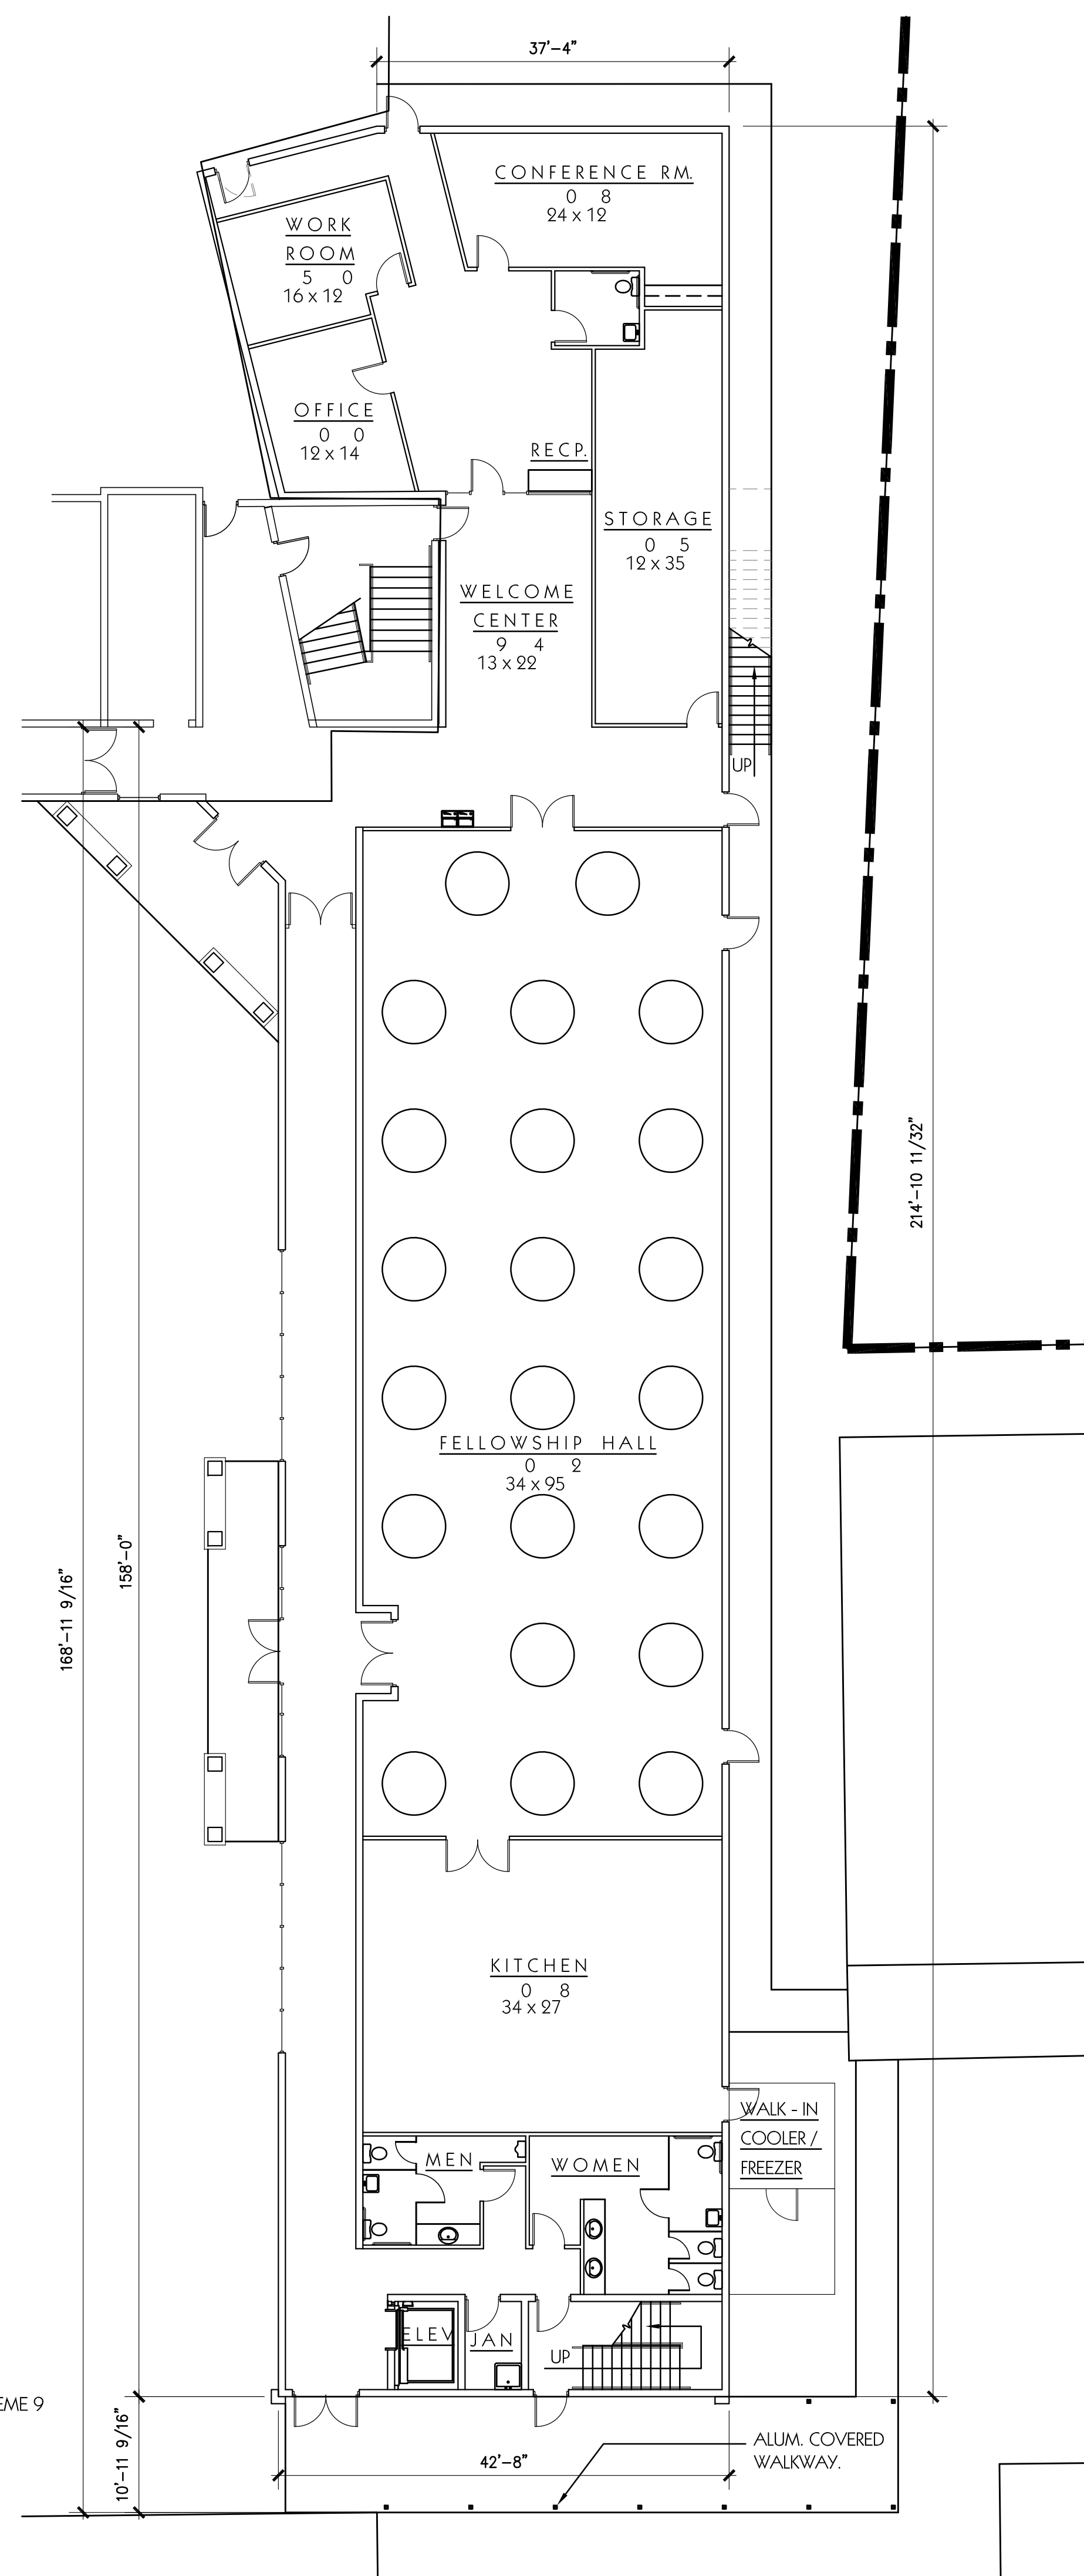 37'-4"
CONFERENCE RM.
0 8
24 x 12
WORK
ROOM
5 0
16 x 12
OFFICE
0 0
12 x 14
RECP.
STORAGE
0 5
12 x 35
WELCOME
CENTER
9 4
13 x 22
UP
214'-10 11/32"
FELLOWSHIP HALL
0 2
34 x 95
158'-0"
168'-11 9/16"
KITCHEN
0 8
34 x 27
WALK - IN
COOLER /
FREEZER
MEN
WOMEN
ELEV
JAN
UP
EME 9
10'-11 9/16"
42'-8"
ALUM. COVERED
WALKWAY.